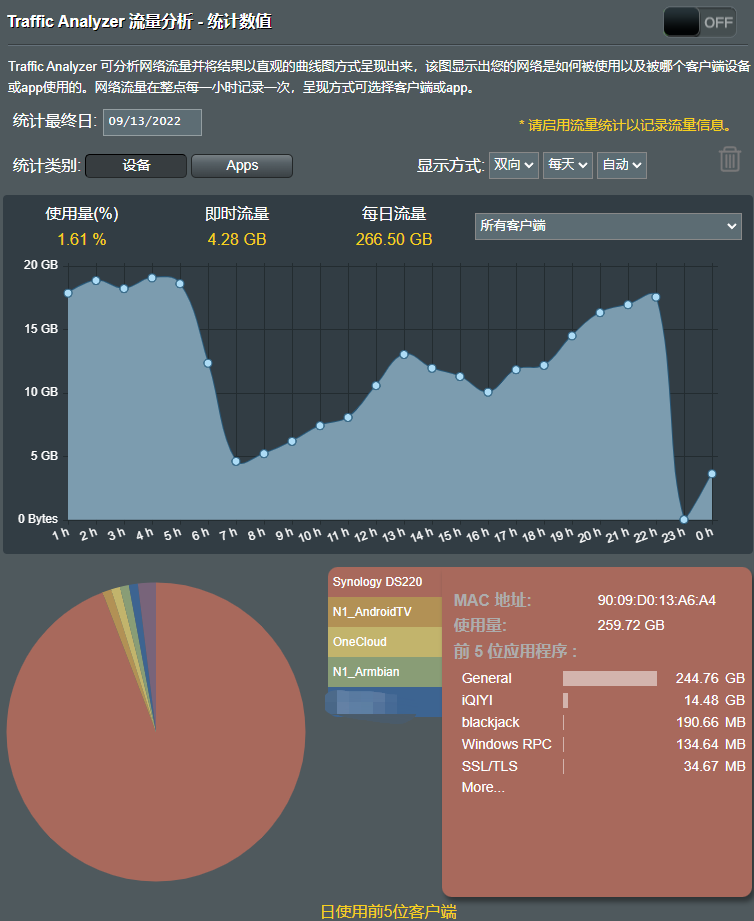 Traffic Analyzer 流量分析 - 统计数值
OFF
Traffic Analyzer 可分析网络流量并将结果以直观的曲线图方式呈现出来，该图显示出您的网络是如何被使用以及被哪个客户端设备
或app使用的。网络流量在整点每一小时记录一次，呈现方式可选择客户端或app。
统计最终日: 09/13/2022
* 请启用流量统计以记录流量信息。
统计类别: 设备 Apps 显示方式: 双向 每天 自动
使用量(%) 即时流量 每日流量
1.61 % 4.28 GB 266.50 GB
所有客户端
20 GB
15 GB
10 GB
5 GB
0 Bytes
1 h 2 h 3 h 4 h 5 h 6 h 7 h 8 h 9 h 10 h 11 h 12 h 13 h 14 h 15 h 16 h 17 h 18 h 19 h 20 h 21 h 22 h 23 h 0 h
Synology DS220
N1_AndroidTV
OneCloud
N1_Armbian
MAC 地址: 90:09:D0:13:A6:A4
使用量: 259.72 GB
前 5 位应用程序 :
General 244.76 GB
iQIYI 14.48 GB
blackjack 190.66 MB
Windows RPC 134.64 MB
SSL/TLS 34.67 MB
More...
日使用前5位客户端